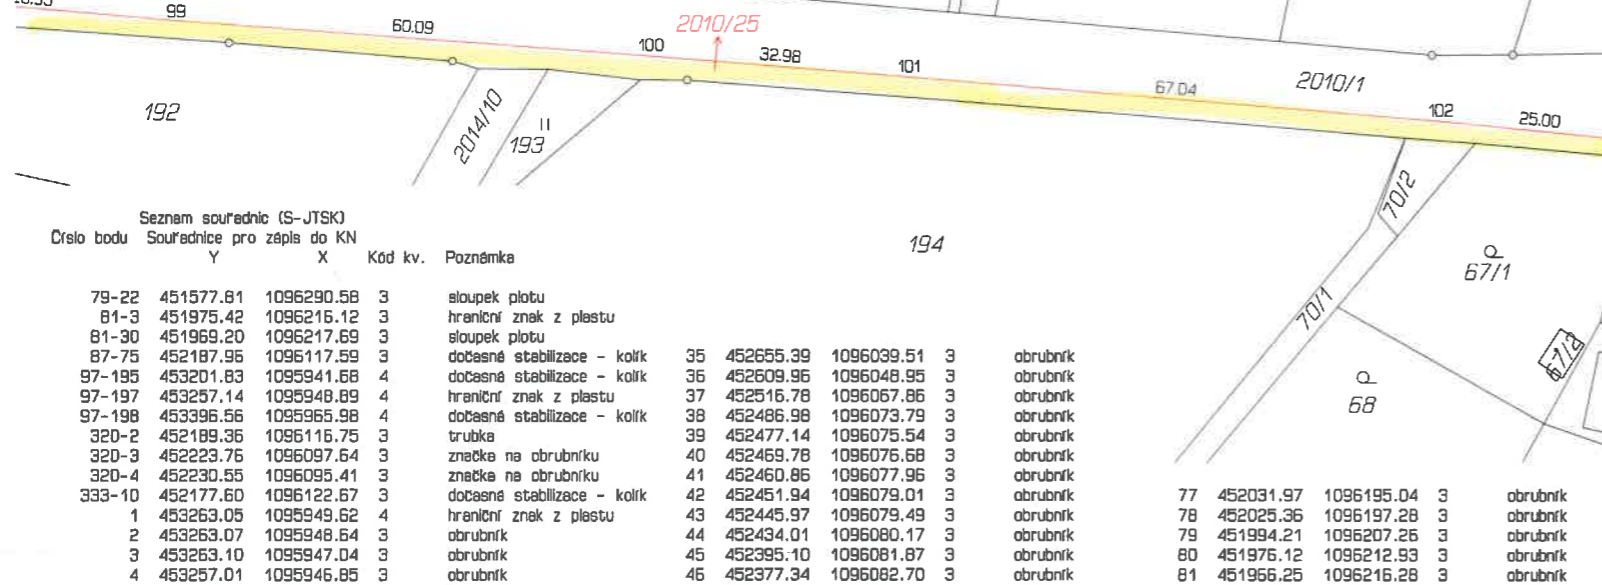 99
60.09
100
2010/25
32.98
101
67.04
2010/1
102
25.00
192
2014/10
193
194
70/2
70/1
67/1
67/2
68
Seznam souřadnic (S-JTSK)
Číslo bodu Souřadnice pro zápis do KN
Y X Kód kv. Poznámka
79-22 451577.81 1096290.58 3 sloupek plotu
81-3 451975.42 1096216.12 3 hraniční znak z plastu
81-30 451969.20 1096217.69 3 sloupek plotu
87-75 452187.96 1096117.59 3 dočasná stabilizace - kolík
97-195 453201.83 1095941.68 4 dočasná stabilizace - kolík
97-197 453257.14 1095948.89 4 hraniční znak z plastu
97-198 453396.56 1095965.98 4 dočasná stabilizace - kolík
320-2 452189.36 1096116.75 3 trubka
320-3 452223.76 1096097.64 3 značka na obrubníku
320-4 452230.55 1096095.41 3 značka na obrubníku
333-10 452177.60 1096122.67 3 dočasná stabilizace - kolík
1 453263.05 1095949.62 4 hraniční znak z plastu
2 453263.07 1095948.64 3 obrubník
3 453263.10 1095947.04 3 obrubník
4 453257.01 1095946.85 3 obrubník
35 452655.39 1096039.51 3 obrubník
36 452609.96 1096048.95 3 obrubník
37 452516.78 1096067.86 3 obrubník
38 452486.98 1096073.79 3 obrubník
39 452477.14 1096075.54 3 obrubník
40 452469.78 1096076.68 3 obrubník
41 452460.86 1096077.96 3 obrubník
42 452451.94 1096079.01 3 obrubník
43 452445.97 1096079.49 3 obrubník
44 452434.01 1096080.17 3 obrubník
45 452395.10 1096081.87 3 obrubník
46 452377.34 1096082.70 3 obrubník
77 452031.97 1096195.04 3 obrubník
78 452025.36 1096197.28 3 obrubník
79 451994.21 1096207.26 3 obrubník
80 451976.12 1096212.93 3 obrubník
81 451966.25 1096216.28 3 obrubník